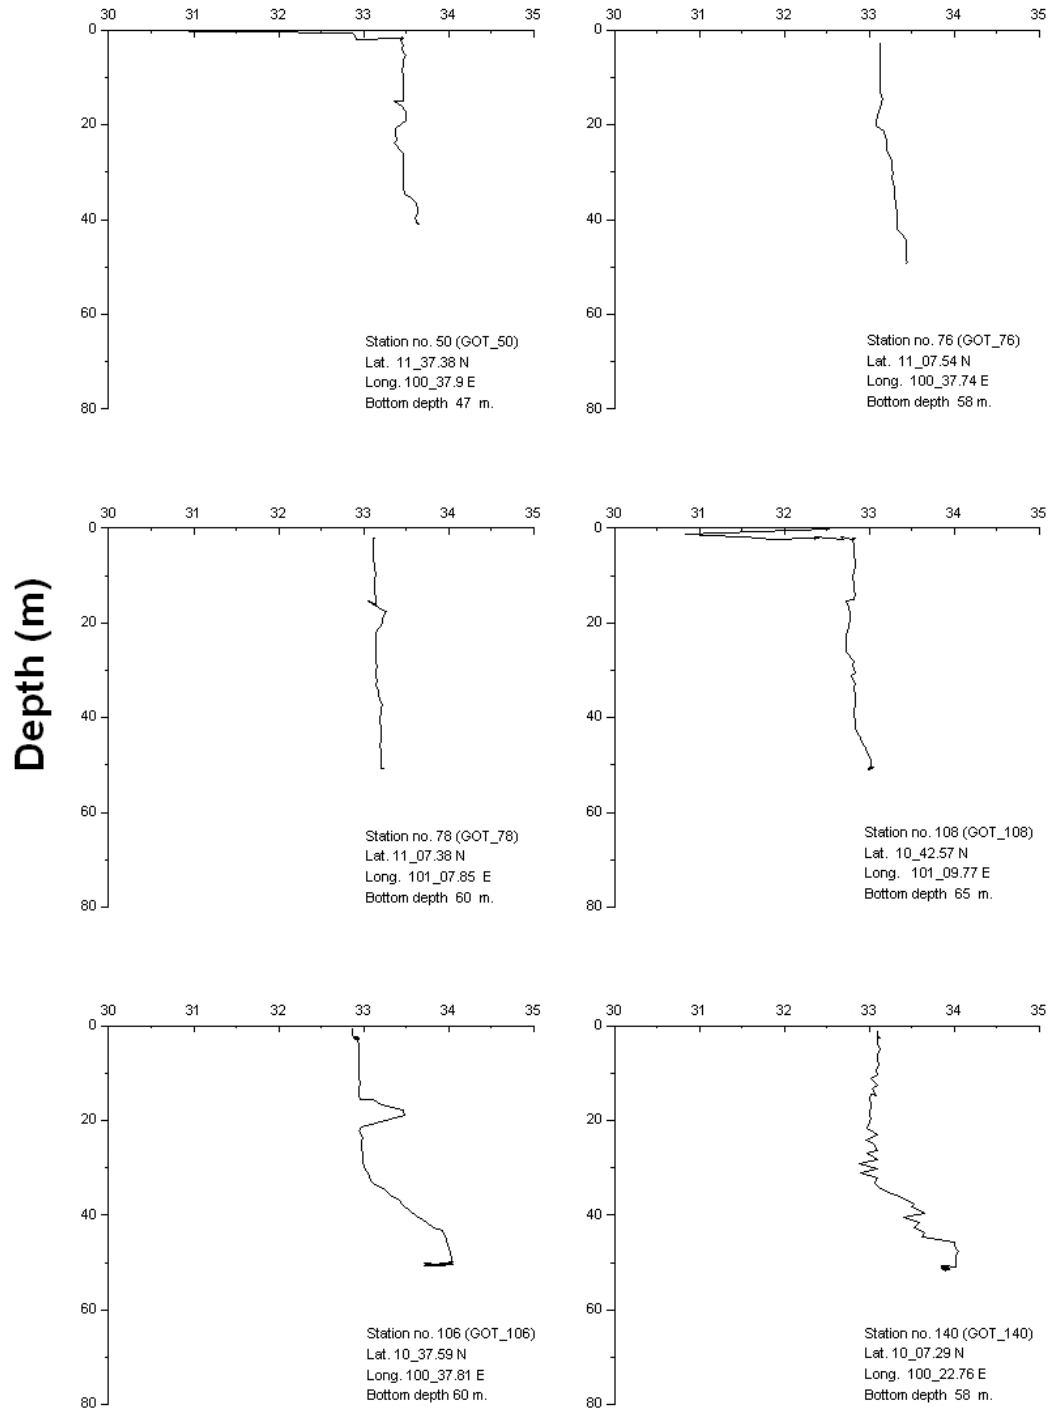 30 31 32 33 34 35
0
20
40
60
80
Station no. 50 (GOT_50)
Lat. 11_37.38 N
Long. 100_37.9 E
Bottom depth 47 m.
30 31 32 33 34 35
0
20
40
60
80
Station no. 76 (GOT_76)
Lat. 11_07.54 N
Long. 100_37.74 E
Bottom depth 58 m.
Depth (m)
30 31 32 33 34 35
0
20
40
60
80
Station no. 78 (GOT_78)
Lat. 11_07.38 N
Long. 101_07.85 E
Bottom depth 60 m.
30 31 32 33 34 35
0
20
40
60
80
Station no. 108 (GOT_108)
Lat. 10_42.57 N
Long. 101_09.77 E
Bottom depth 65 m.
30 31 32 33 34 35
0
20
40
60
80
Station no. 106 (GOT_106)
Lat. 10_37.59 N
Long. 100_37.81 E
Bottom depth 60 m.
30 31 32 33 34 35
0
20
40
60
80
Station no. 140 (GOT_140)
Lat. 10_07.29 N
Long. 100_22.76 E
Bottom depth 58 m.